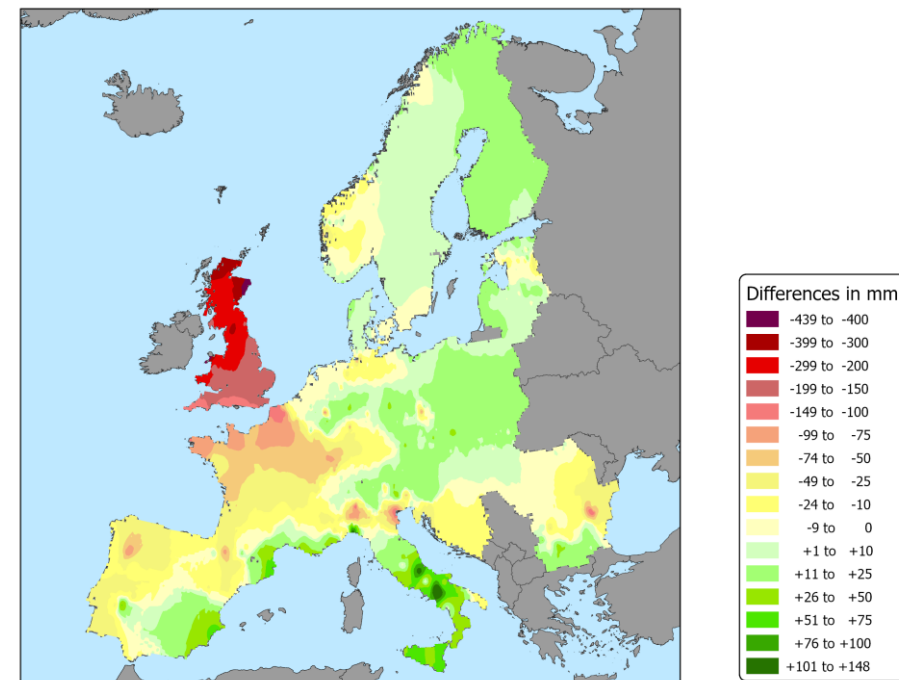 Differences in mm
-439 to -400
-399 to -300
-299 to -200
-199 to -150
-149 to -100
-99 to -75
-74 to -50
-49 to -25
-24 to -10
-9 to 0
+1 to +10
+11 to +25
+26 to +50
+51 to +75
+76 to +100
+101 to +148